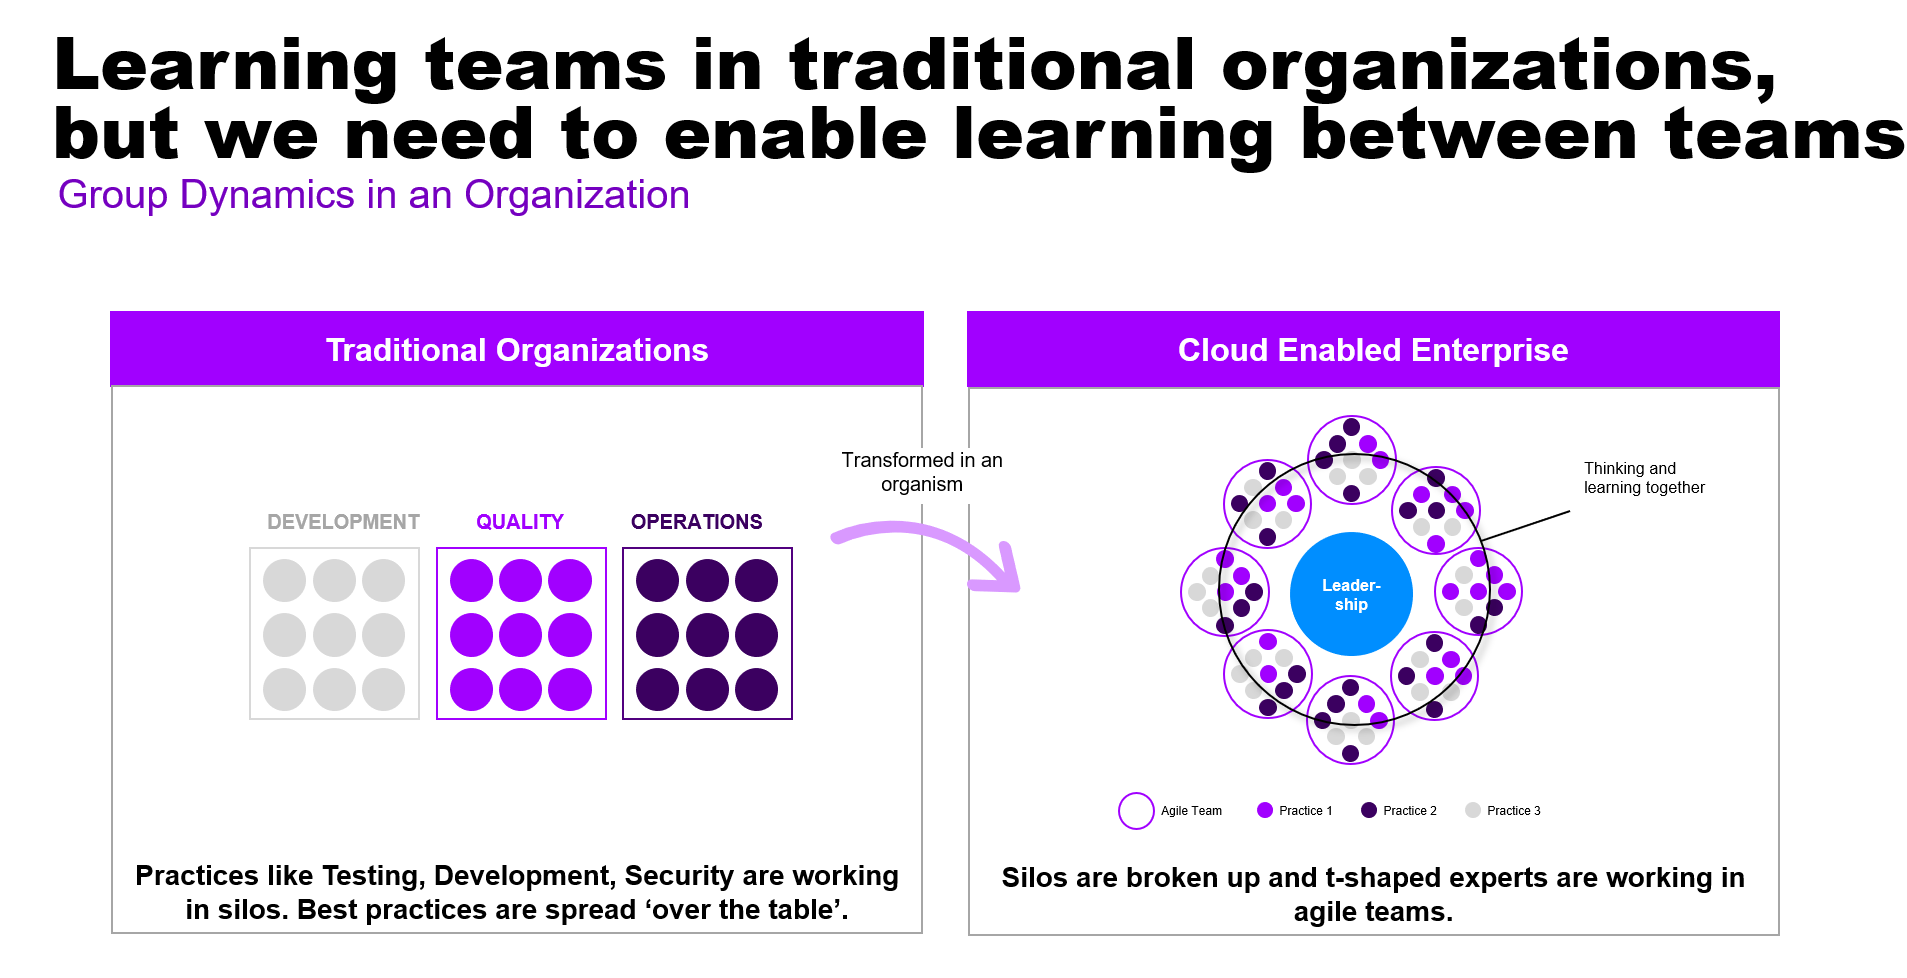 Learning teams in traditional organizations,
but we need to enable learning between teams
Group Dynamics in an Organization
Traditional Organizations
DEVELOPMENT
QUALITY
OPERATIONS
Practices like Testing, Development, Security are working
in silos. Best practices are spread ‘over the table’.
Transformed in an
organism
Cloud Enabled Enterprise
Thinking and
learning together
Leader-
ship
Agile Team
Practice 1
Practice 2
Practice 3
Silos are broken up and t-shaped experts are working in
agile teams.